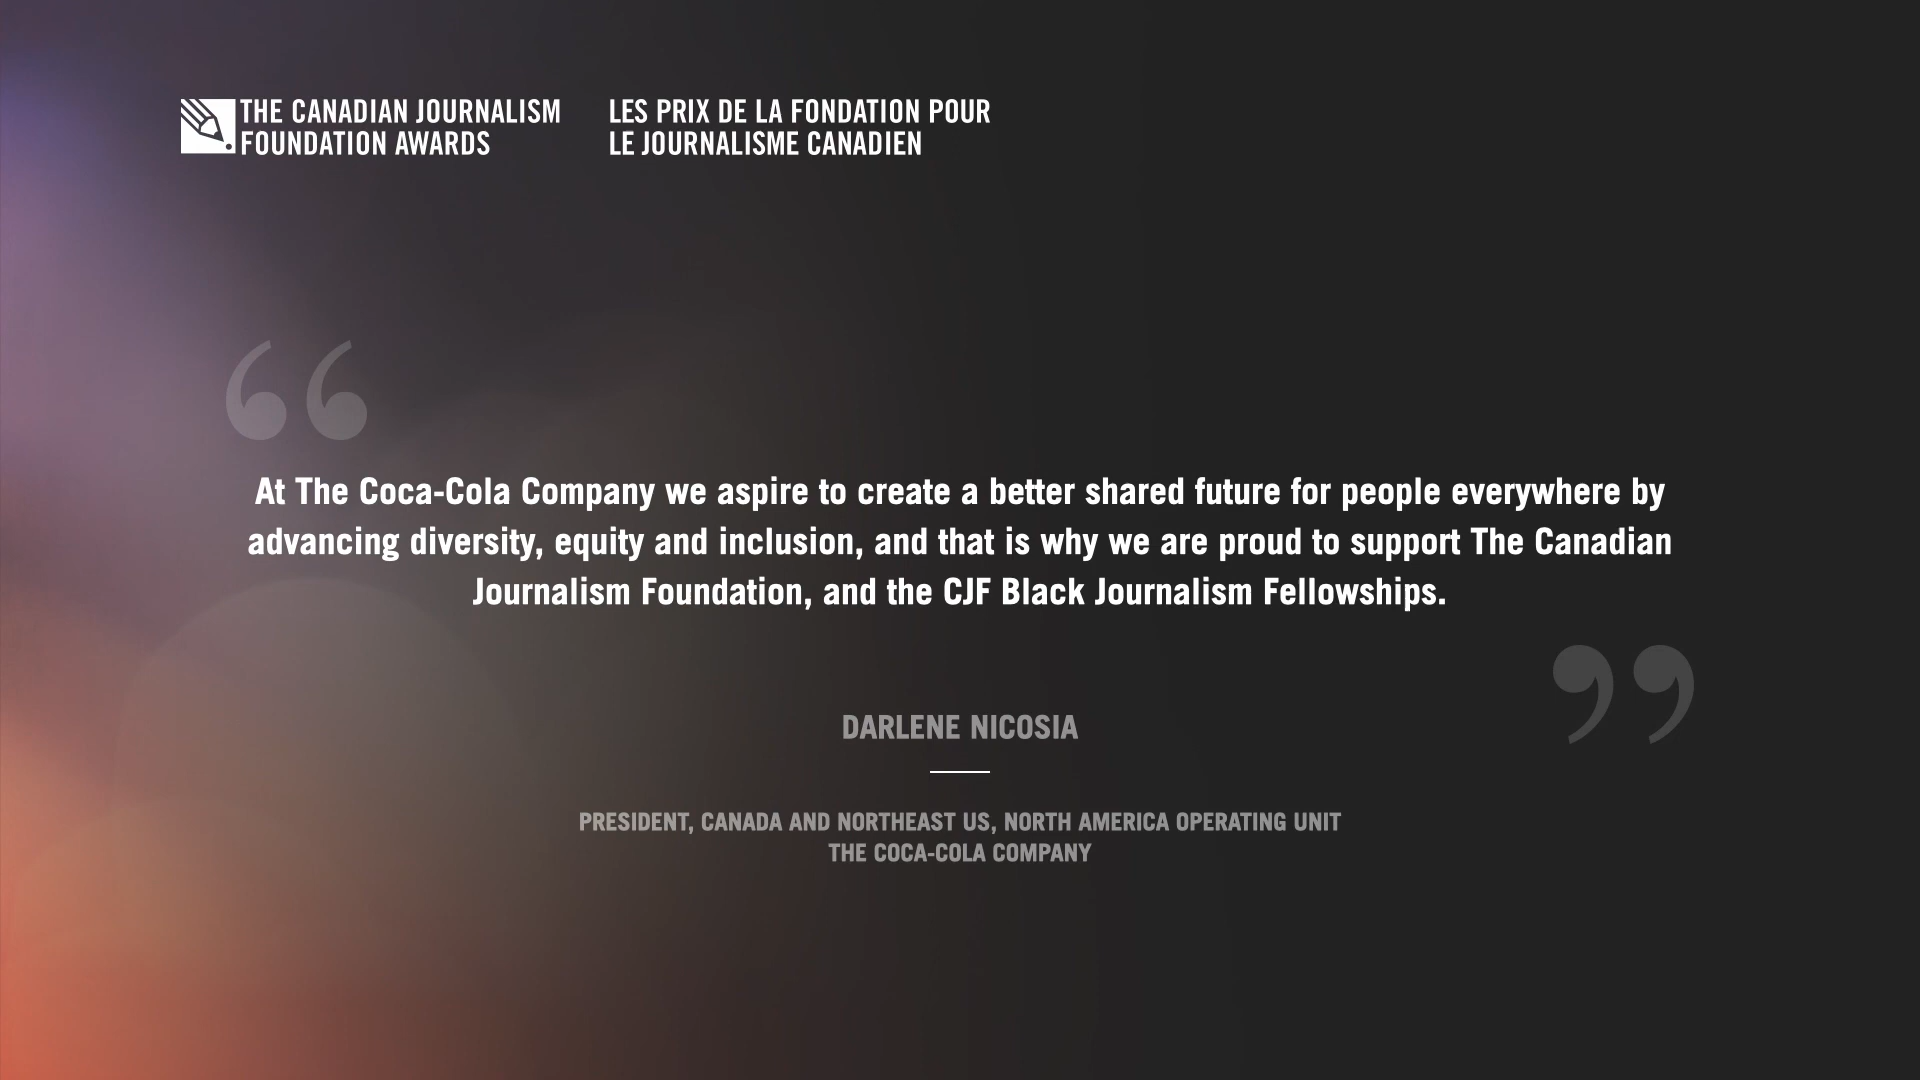 THE CANADIAN JOURNALISM
FOUNDATION AWARDS
LES PRIX DE LA FONDATION POUR
LE JOURNALISME CANADIEN
“
At The Coca-Cola Company we aspire to create a better shared future for people everywhere by
advancing diversity, equity and inclusion, and that is why we are proud to support The Canadian
Journalism Foundation, and the CJF Black Journalism Fellowships.
”
DARLENE NICOSIA
PRESIDENT, CANADA AND NORTHEAST US, NORTH AMERICA OPERATING UNIT
THE COCA-COLA COMPANY